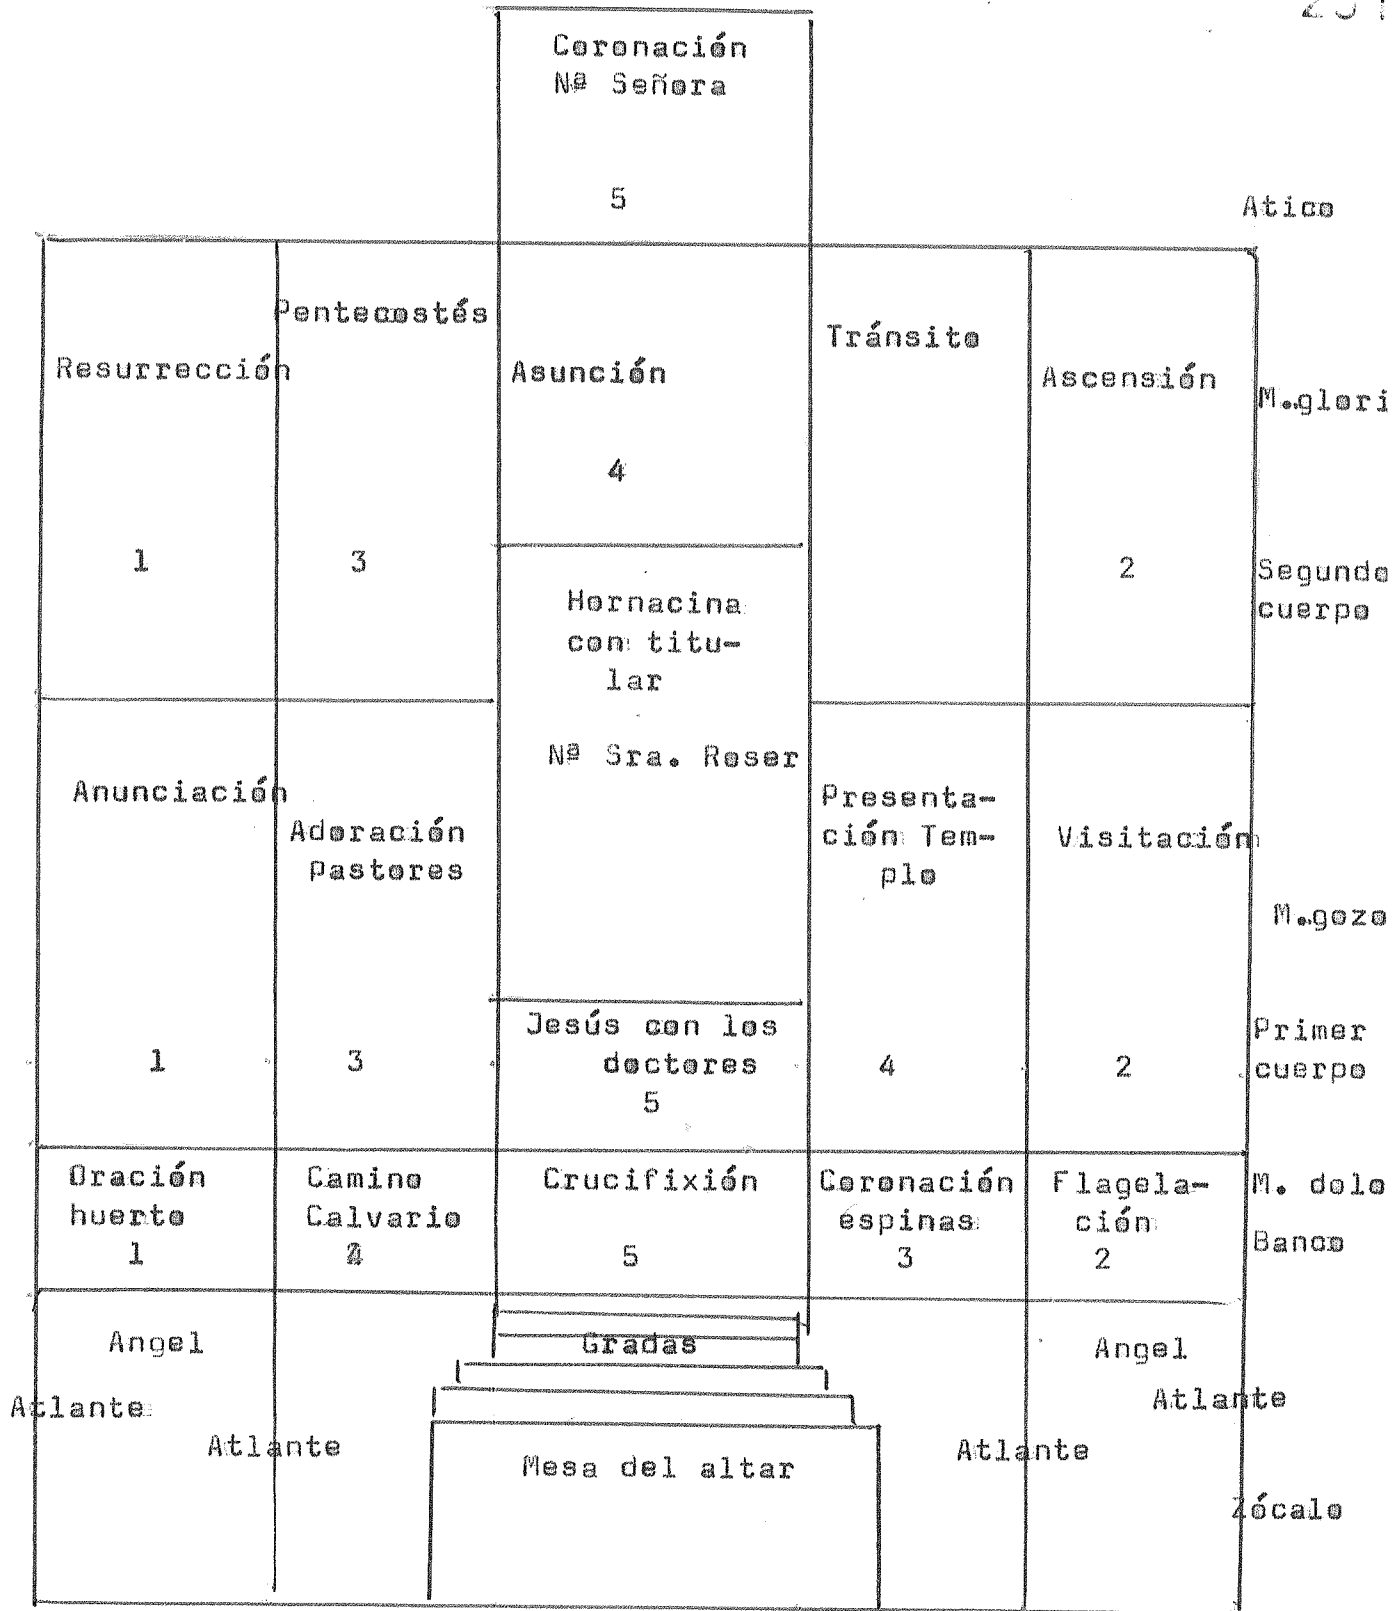 Coronación
Nª Señora
5
Atico
Pentecostés
Resurrección
Asunción
Tránsito
Ascensión
M.glori
4
1
3
2
Segundo
cuerpo
Hornacina
con titu-
lar
Nª Sra. Roser
Anunciación
Adoración
Pastores
Presenta-
ción Tem-
plo
Visitación
M.gozo
Jesús con los
doctores
5
1
3
4
2
Primer
cuerpo
Oración
huerto
1
Camino
Calvario
Crucifixión
5
Coronación
espinas
3
Flagela-
ción
2
M. dolo
Banco
Angel
Gradas
Angel
Atlante
Atlante
Atlante
Atlante
Mesa del altar
Zócalo